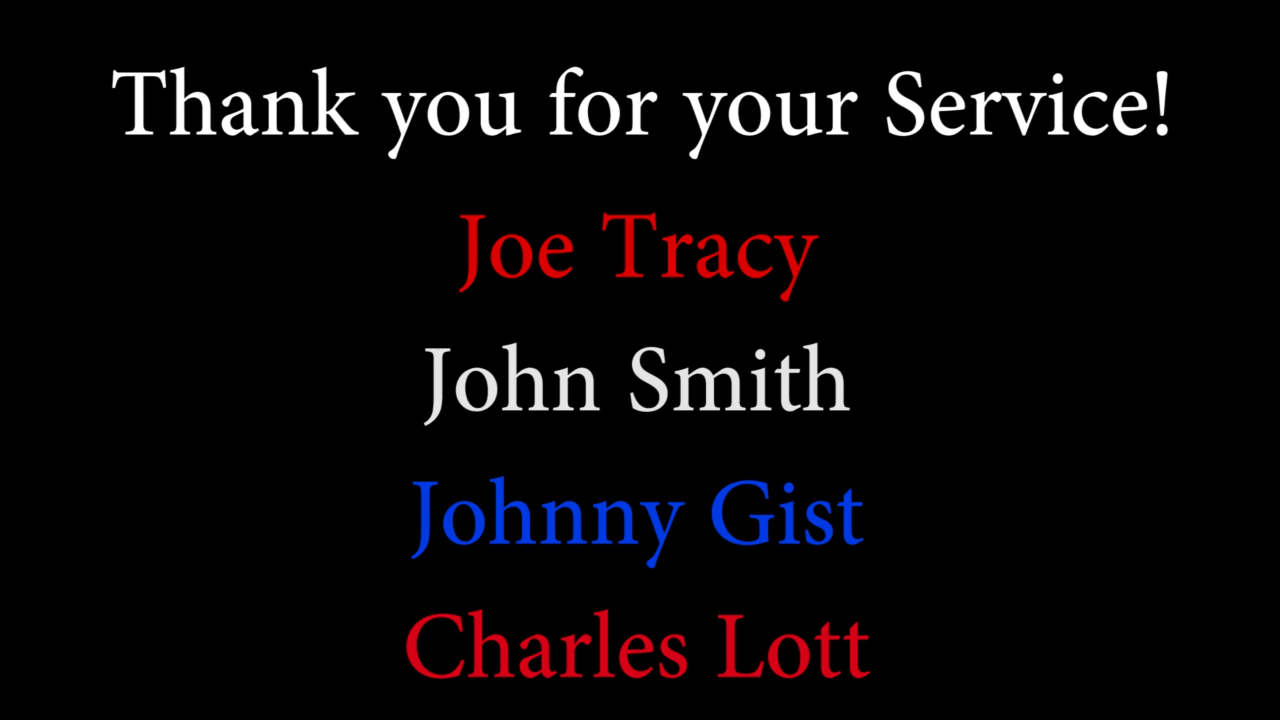 Thank you for your Service!
Joe Tracy
John Smith
Johnny Gist
Charles Lott